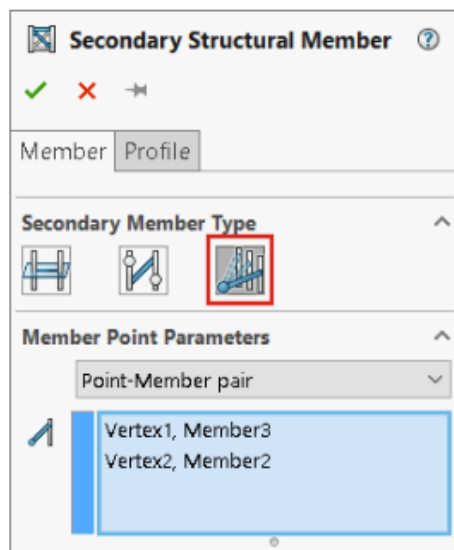 Secondary Structural Member
Member Profile
Secondary Member Type
Member Point Parameters
Point-Member pair
Vertex1, Member3
Vertex2, Member2